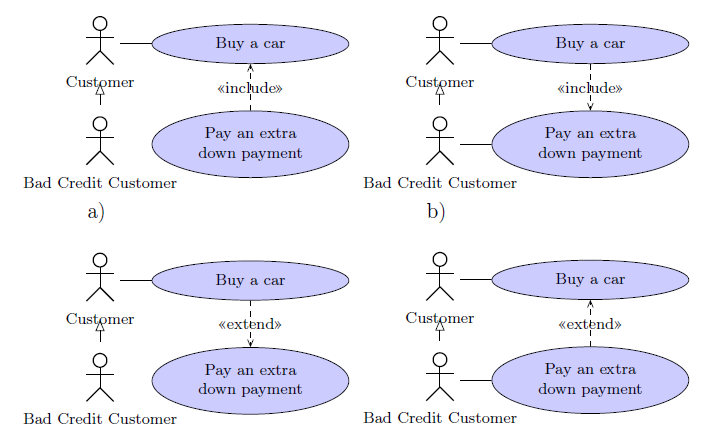 Buy a car
Customer
«include»
Pay an extra
down payment
Bad Credit Customer
a)
Buy a car
Customer
«include»
Pay an extra
down payment
Bad Credit Customer
b)
Buy a car
Customer
«extend»
Pay an extra
down payment
Bad Credit Customer
Buy a car
Customer
«extend»
Pay an extra
down payment
Bad Credit Customer